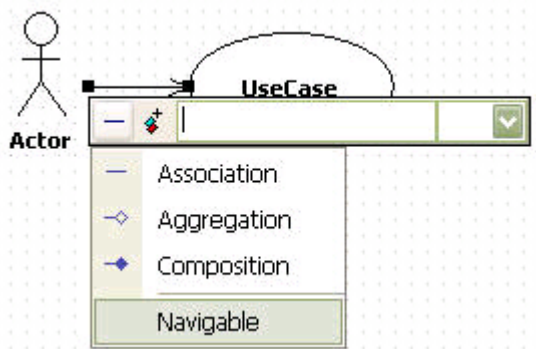 UseCase
Actor
Association
Aggregation
Composition
Navigable